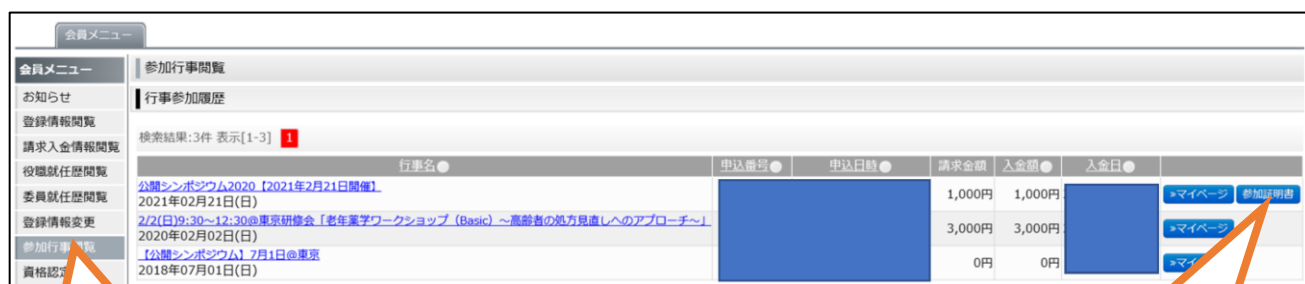 会員メニュー
会員メニュー
お知らせ
登録情報閲覧
請求入金情報閲覧
役職就任歴閲覧
委員就任歴閲覧
登録情報変更
参加行事閲覧
資格認定
参加行事閲覧
行事参加履歴
検索結果:3件 表示[1-3] 1
行事名 申込番号 申込日時 請求金額 入金額 入金日
公開シンポジウム2020【2021年2月21日開催】
2021年02月21日(日)
1,000円 1,000円 »マイページ 参加証明書
2/2(日)9:30～12:30@東京研修会「老年薬学ワークショップ（Basic）～高齢者の処方見直しへのアプローチ～」
2020年02月02日(日)
3,000円 3,000円 »マイページ
【公開シンポジウム】7月1日@東京
2018年07月01日(日)
0円 0円 »マイ